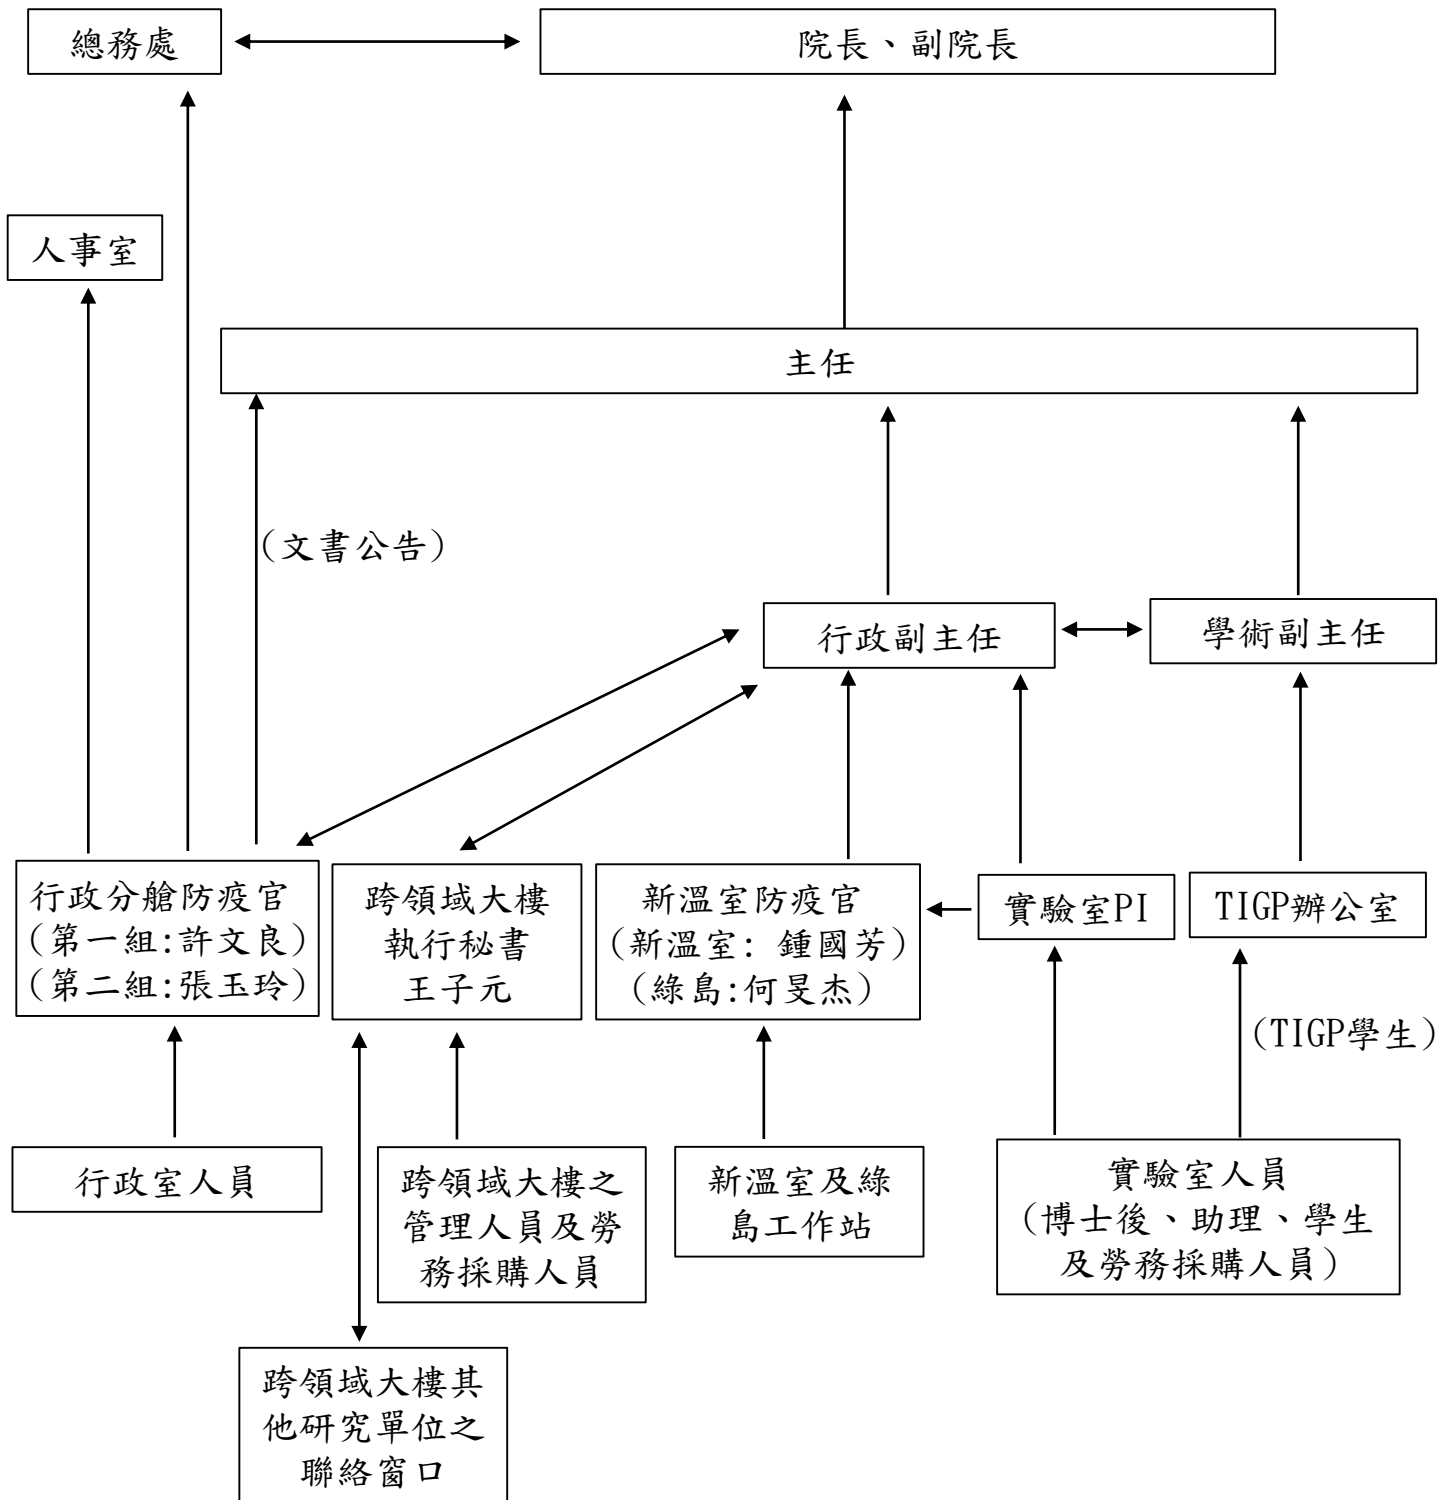 總務處
院長、副院長
人事室
主任
(文書公告)
行政副主任
學術副主任
行政分艙防疫官
(第一組:許文良)
(第二組:張玉玲)
跨領域大樓
執行秘書
王子元
新溫室防疫官
(新溫室: 鍾國芳)
(綠島:何旻杰)
實驗室PI
TIGP辦公室
(TIGP學生)
行政室人員
跨領域大樓之
管理人員及勞
務採購人員
新溫室及綠
島工作站
實驗室人員
(博士後、助理、學生
及勞務採購人員)
跨領域大樓其
他研究單位之
聯絡窗口